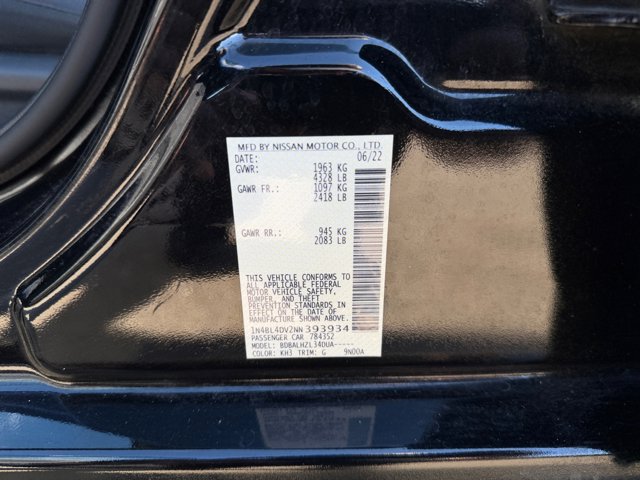 MFD BY NISSAN MOTOR CO., LTD.
DATE: 06/22
GVWR: 1963 KG
4328 LB
GAWR FR.: 1097 KG
2418 LB
GAWR RR.: 945 KG
2083 LB
THIS VEHICLE CONFORMS TO
ALL APPLICABLE FEDERAL
MOTOR VEHICLE SAFETY,
BUMPER, AND THEFT
PREVENTION STANDARDS IN
EFFECT ON THE DATE OF
MANUFACTURE SHOWN ABOVE.
1N4BL4DV2NN393934
PASSENGER CAR 784352
MODEL: BDBALHZL34DUA-----
COLOR: KH3 TRIM: G 9N00A